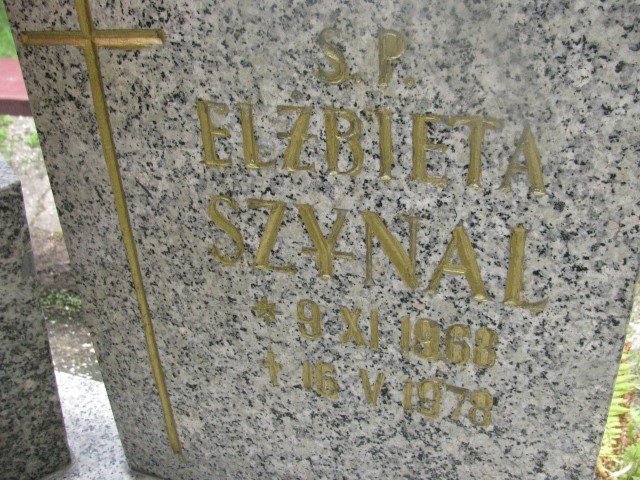 S. P.
ELŻBIETA
SZYNAL
* 9 XI 1968
† 16 V 1978